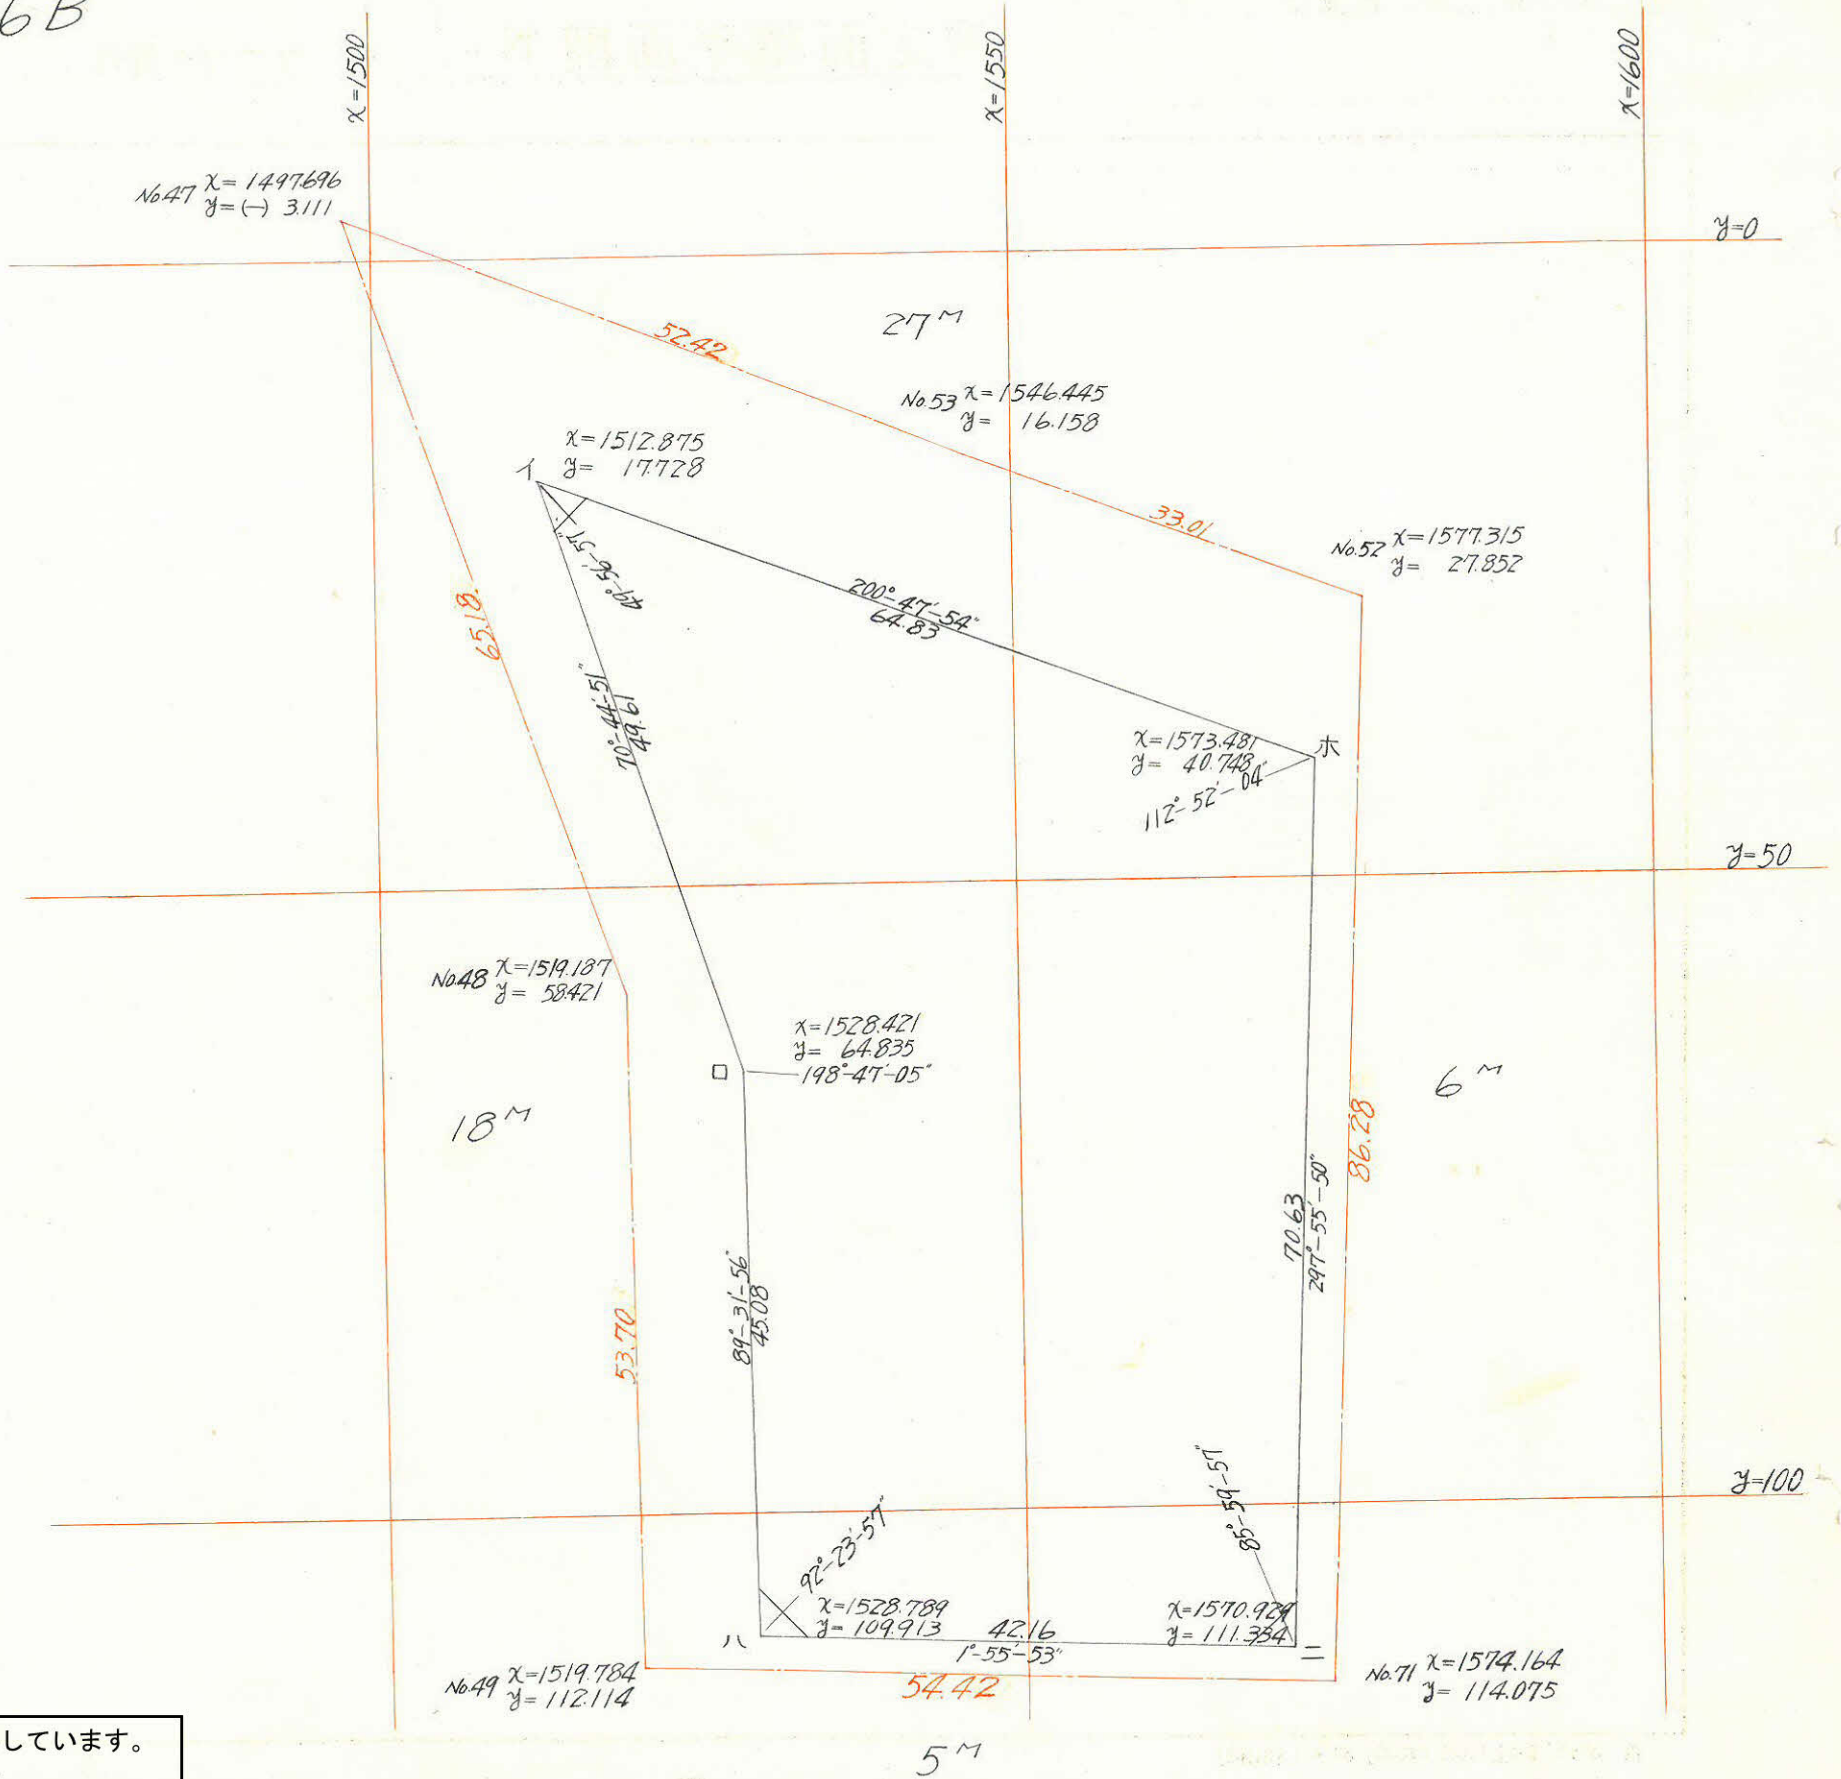 6B
x=1500
x=1550
x=1600
No.47 x=1497.696
y=(-) 3.111
y=0
27M
52.42
No.53 x=1546.445
y= 16.158
x=1512.875
イ y= 17.728
49°-56'-57"
33.01
No.52 x=1577.315
y= 27.852
200°-47'-54"
64.83
65.18
70°-44'-51"
49.61
x=1573.481
y= 40.748
ホ
112°-52'-04"
y=50
No.48 x=1519.187
y= 58.421
x=1528.421
y= 64.835
ロ
198°-47'-05"
18M
6M
86.28
70.63
297°-55'-50"
89°-31'-56"
45.08
53.70
85°-59'-57"
y=100
92°-23'-57"
x=1528.789
y=109.913
ハ
42.16
1°-55'-53"
x=1570.929
y=111.334
ニ
No.49 x=1519.784
y=112.114
54.42
No.71 x=1574.164
y= 114.075
しています。
5M